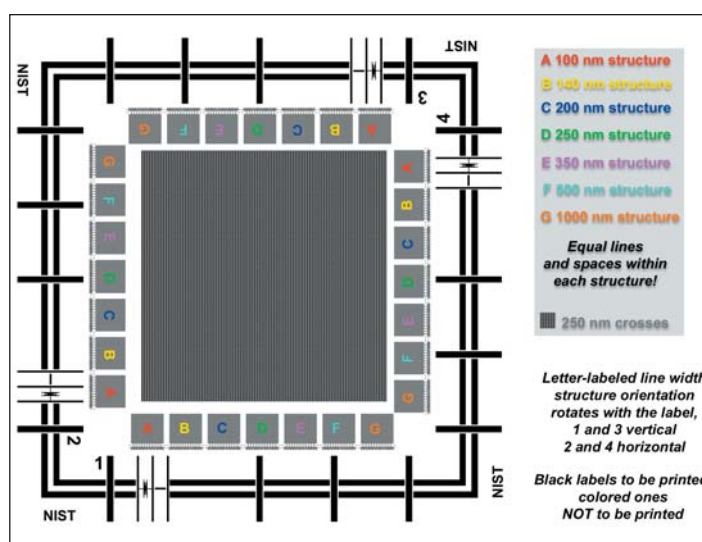 NIST
NIST
3
4
G F E D C B A
G
F
E
D
C
B
A
A
B
C
D
E
F
G
2
1
A B C D E F G
NIST
NIST
A 100 nm structure
B 140 nm structure
C 200 nm structure
D 250 nm structure
E 350 nm structure
F 500 nm structure
G 1000 nm structure
Equal lines
and spaces within
each structure!
250 nm crosses
Letter-labeled line width
structure orientation
rotates with the label,
1 and 3 vertical
2 and 4 horizontal
Black labels to be printed
colored ones
NOT to be printed